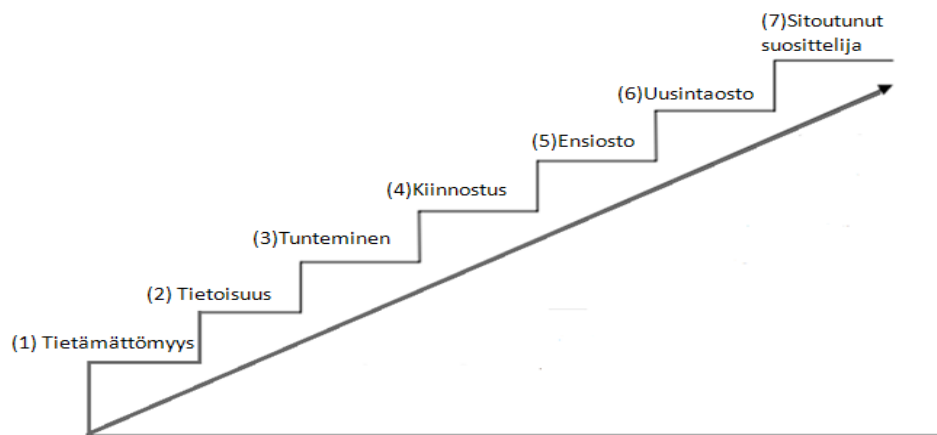 (7)Sitoutunut
suosittelija
(6)Uusintaosto
(5)Ensiosto
(4)Kiinnostus
(3)Tunteminen
(2) Tietoisuus
(1) Tietämättömyys